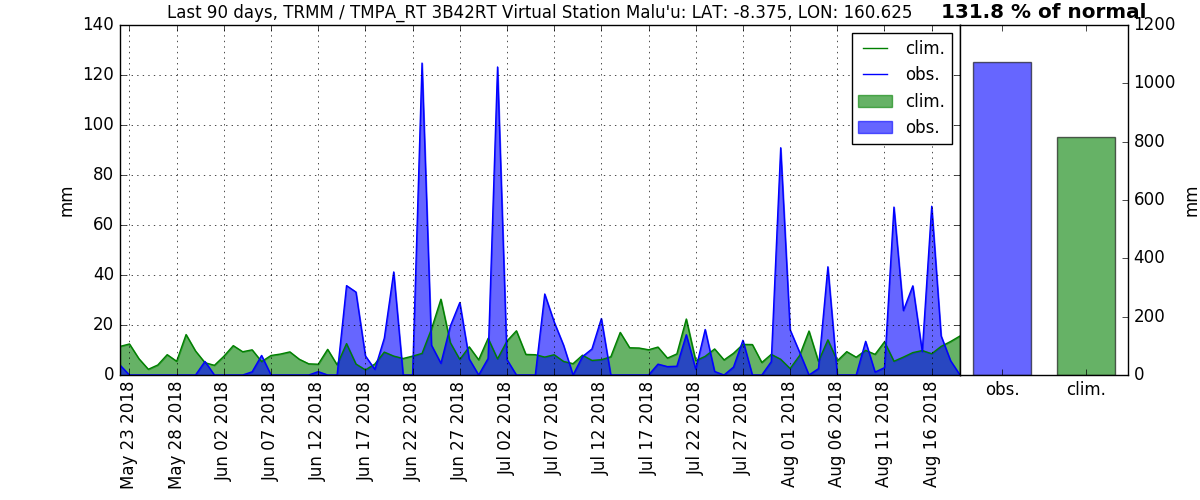 Last 90 days, TRMM / TMPA_RT 3B42RT Virtual Station Malu'u: LAT: -8.375, LON: 160.625
131.8 % of normal
140
120
100
80
60
40
20
0
mm
clim.
obs.
clim.
obs.
1200
1000
800
600
400
200
0
mm
May 23 2018
May 28 2018
Jun 02 2018
Jun 07 2018
Jun 12 2018
Jun 17 2018
Jun 22 2018
Jun 27 2018
Jul 02 2018
Jul 07 2018
Jul 12 2018
Jul 17 2018
Jul 22 2018
Jul 27 2018
Aug 01 2018
Aug 06 2018
Aug 11 2018
Aug 16 2018
obs.
clim.